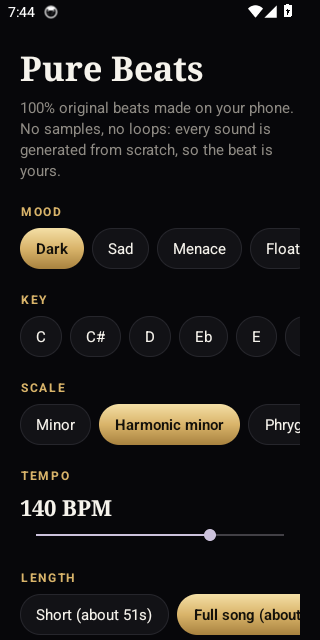 7:44
Pure Beats
100% original beats made on your phone.
No samples, no loops: every sound is
generated from scratch, so the beat is
yours.
MOOD
Dark Sad Menace Float
KEY
C C# D Eb E
SCALE
Minor Harmonic minor Phryg
TEMPO
140 BPM
LENGTH
Short (about 51s) Full song (about